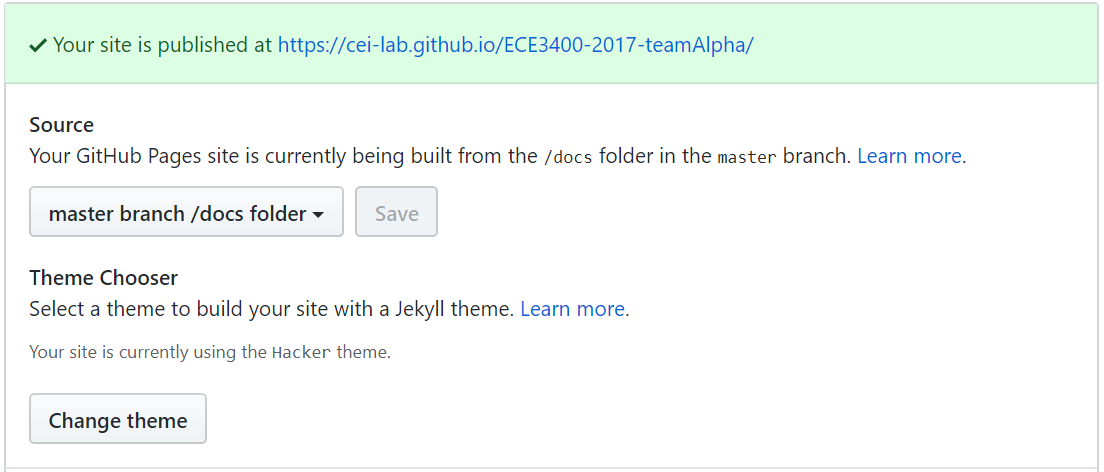 Your site is published at https://cei-lab.github.io/ECE3400-2017-teamAlpha/
Source
Your GitHub Pages site is currently being built from the /docs folder in the master branch. Learn more.
master branch /docs folder
Save
Theme Chooser
Select a theme to build your site with a Jekyll theme. Learn more.
Your site is currently using the Hacker theme.
Change theme